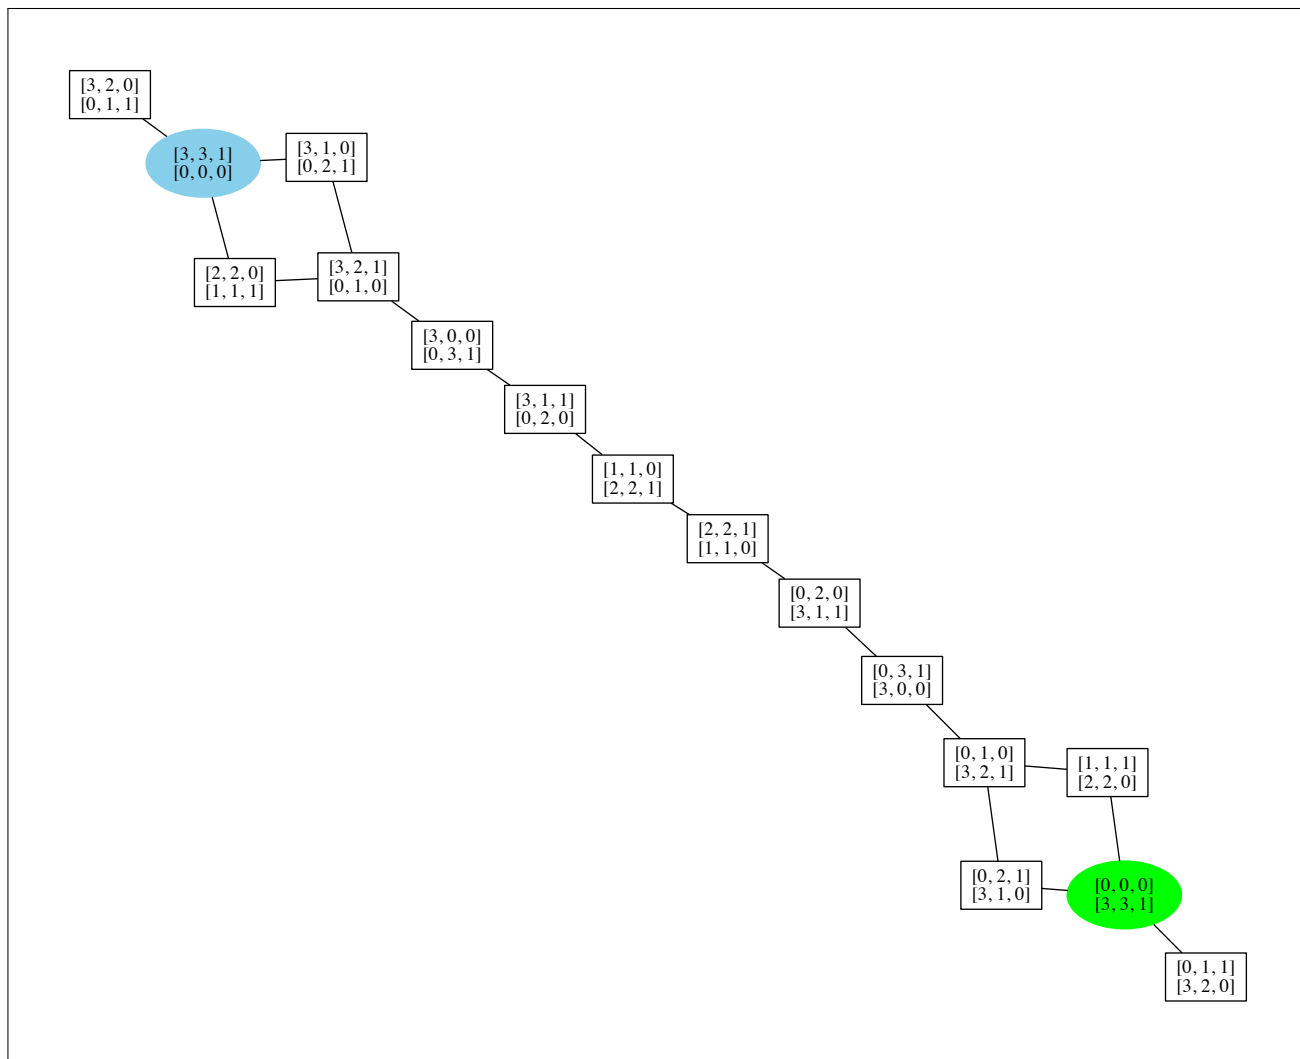 [3, 2, 0]
[0, 1, 1]
[3, 3, 1]
[0, 0, 0]
[3, 1, 0]
[0, 2, 1]
[2, 2, 0]
[1, 1, 1]
[3, 2, 1]
[0, 1, 0]
[3, 0, 0]
[0, 3, 1]
[3, 1, 1]
[0, 2, 0]
[1, 1, 0]
[2, 2, 1]
[2, 2, 1]
[1, 1, 0]
[0, 2, 0]
[3, 1, 1]
[0, 3, 1]
[3, 0, 0]
[0, 1, 0]
[3, 2, 1]
[1, 1, 1]
[2, 2, 0]
[0, 2, 1]
[3, 1, 0]
[0, 0, 0]
[3, 3, 1]
[0, 1, 1]
[3, 2, 0]